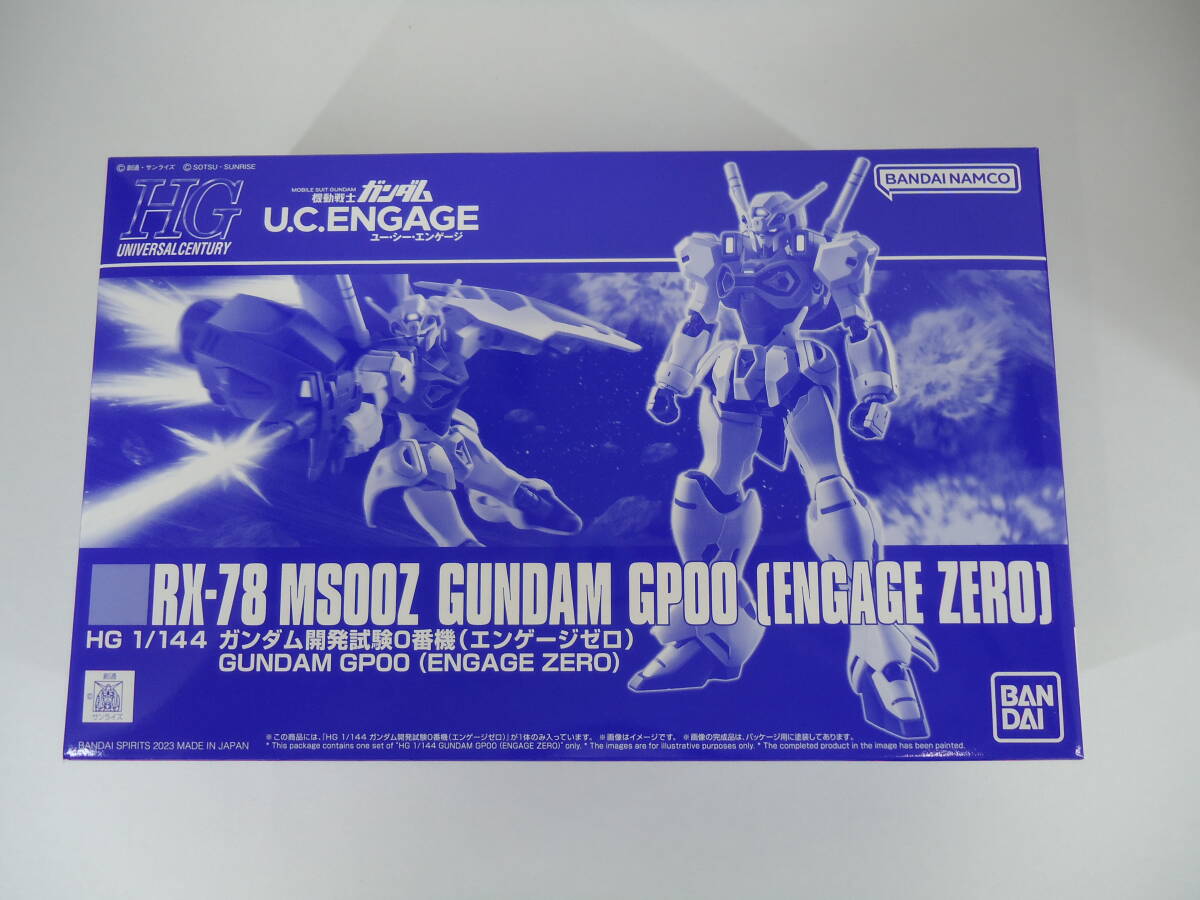 © 創通・サンライズ © SOTSU・SUNRISE
HG
UNIVERSAL CENTURY
MOBILE SUIT GUNDAM
機動戦士ガンダム
U.C.ENGAGE
ユー・シー・エンゲージ
BANDAI NAMCO
RX-78 MS00Z GUNDAM GP00 (ENGAGE ZERO)
HG 1/144 ガンダム開発試験0番機(エンゲージゼロ)
GUNDAM GP00 (ENGAGE ZERO)
創通
©
サンライズ
BAN
DAI
※この商品には、「HG 1/144 ガンダム開発試験0番機(エンゲージゼロ)」が1体のみ入っています。 ※画像はイメージです。 ※画像の完成品は、パッケージ用に塗装してあります。
BANDAI SPIRITS 2023 MADE IN JAPAN
* This package contains one set of "HG 1/144 GUNDAM GP00 (ENGAGE ZERO)" only. * The images are for illustrative purposes only. * The completed product in the image has been painted.